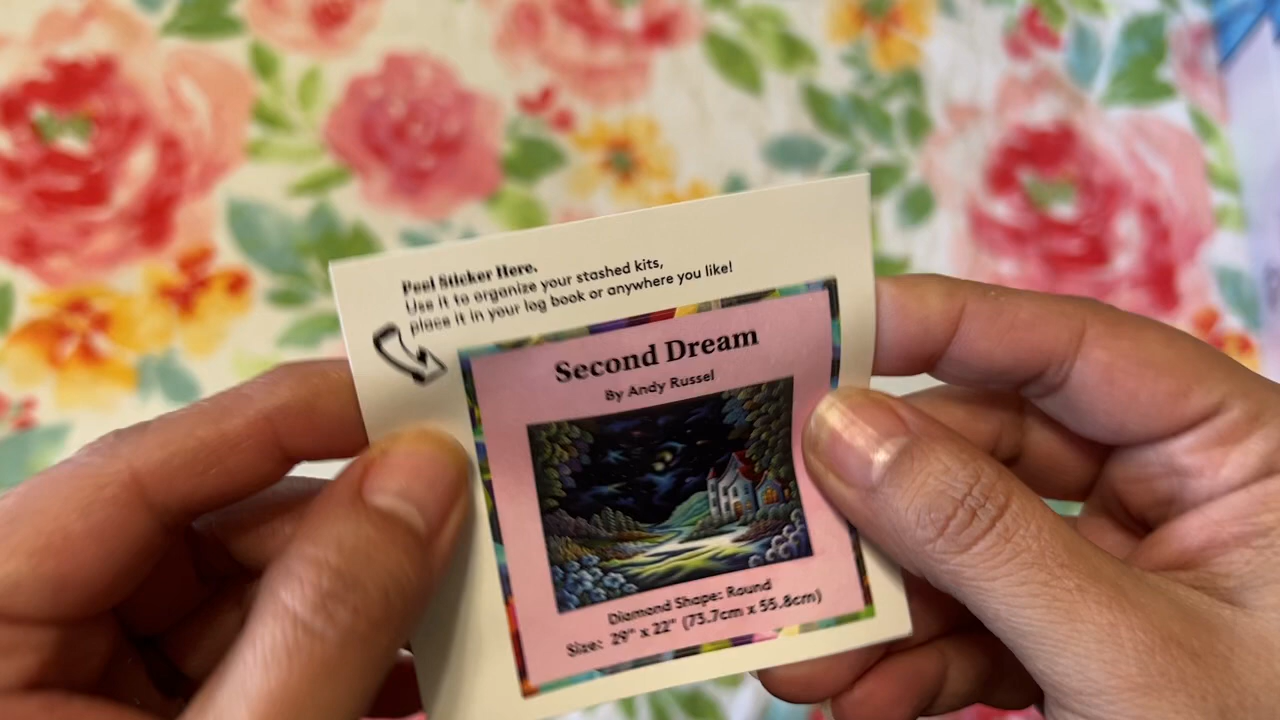 Peel Sticker Here.
Use it to organize your stashed kits,
place it in your log book or anywhere you like!
Second Dream
By Andy Russel
Diamond Shape: Round
Size: 29" x 22" (73.7cm x 55.8cm)